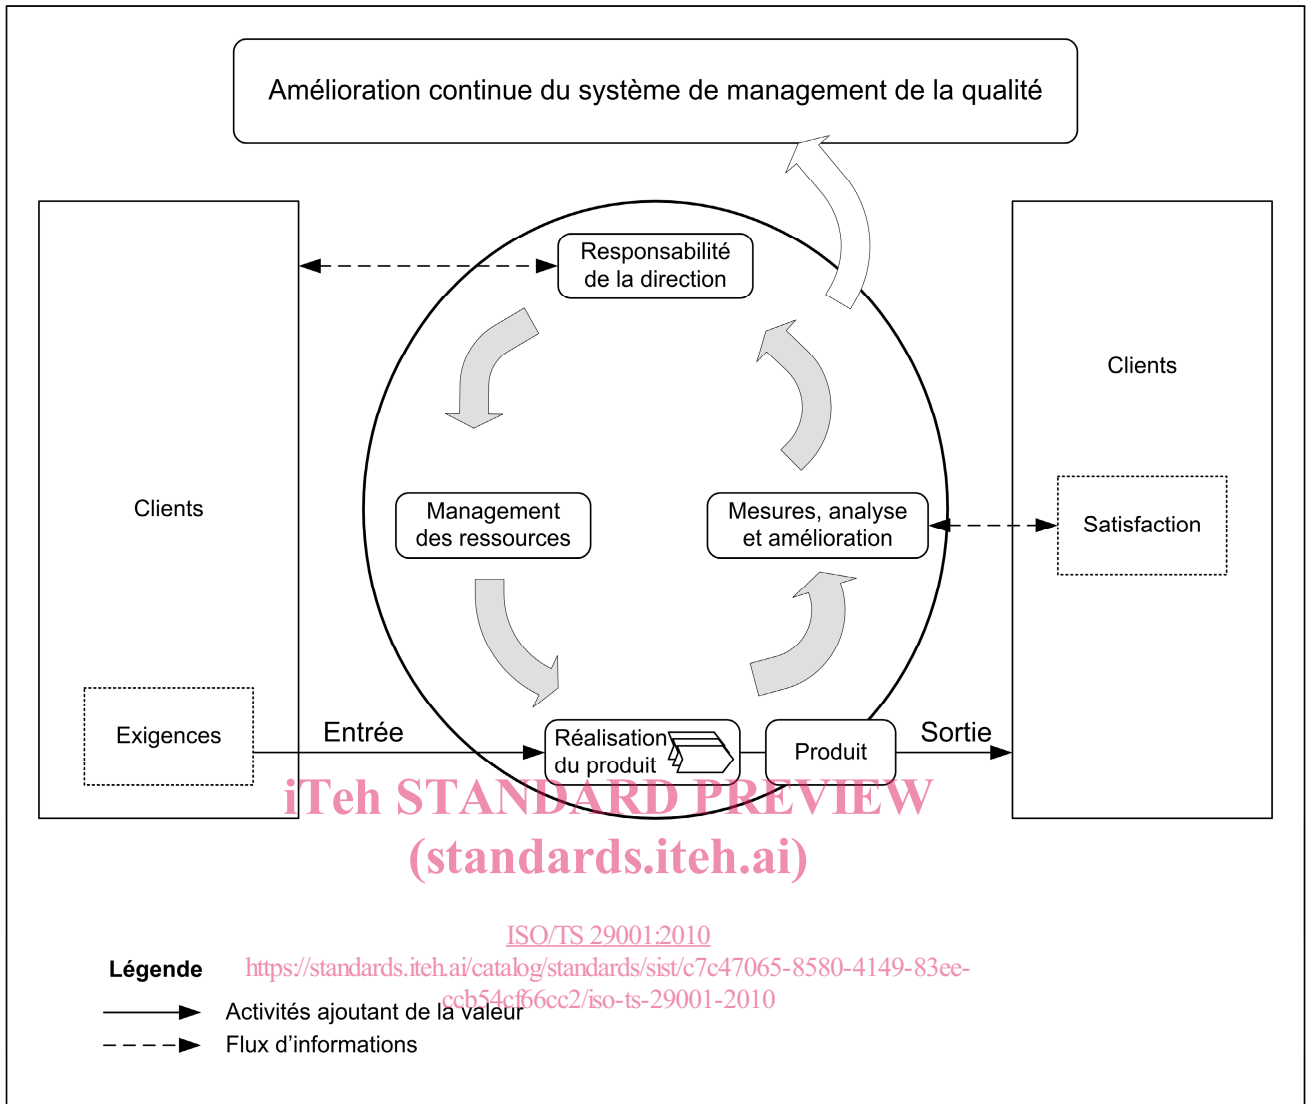 Amélioration continue du système de management de la qualité
Responsabilité
de la direction
Clients
Clients
Management
des ressources
Mesures, analyse
et amélioration
Satisfaction
Exigences
Entrée
Réalisation
du produit
Produit
Sortie
iTeh STANDARD PREVIEW
(standards.iteh.ai)
ISO/TS 29001:2010
Légende
https://standards.iteh.ai/catalog/standards/sist/c7c47065-8580-4149-83ee-
ccb54cf66cc2/iso-ts-29001-2010
Activités ajoutant de la valeur
Flux d’informations